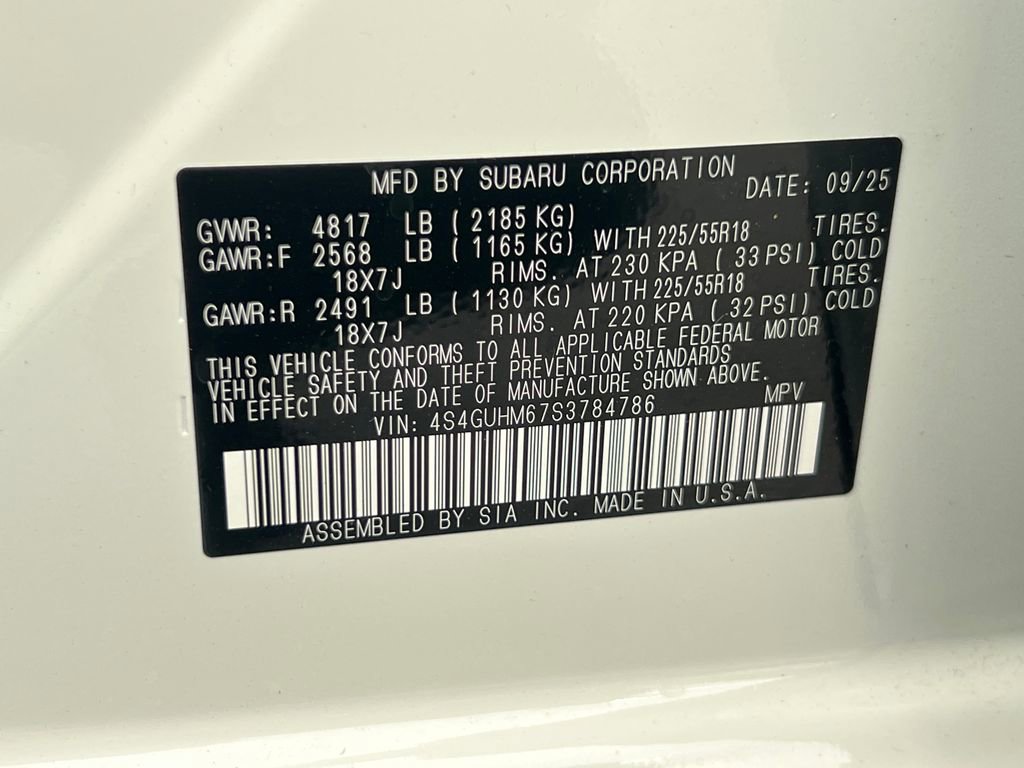 MFD BY SUBARU CORPORATION DATE: 09/25
GVWR: 4817 LB ( 2185 KG)
GAWR:F 2568 LB ( 1165 KG) WITH 225/55R18 TIRES.
18X7J RIMS. AT 230 KPA ( 33 PSI) COLD
GAWR:R 2491 LB ( 1130 KG) WITH 225/55R18 TIRES.
18X7J RIMS. AT 220 KPA ( 32 PSI) COLD
THIS VEHICLE CONFORMS TO ALL APPLICABLE FEDERAL MOTOR
VEHICLE SAFETY AND THEFT PREVENTION STANDARDS
IN EFFECT ON THE DATE OF MANUFACTURE SHOWN ABOVE.
VIN: 4S4GUHM67S3784786 MPV
ASSEMBLED BY SIA INC. MADE IN U.S.A.